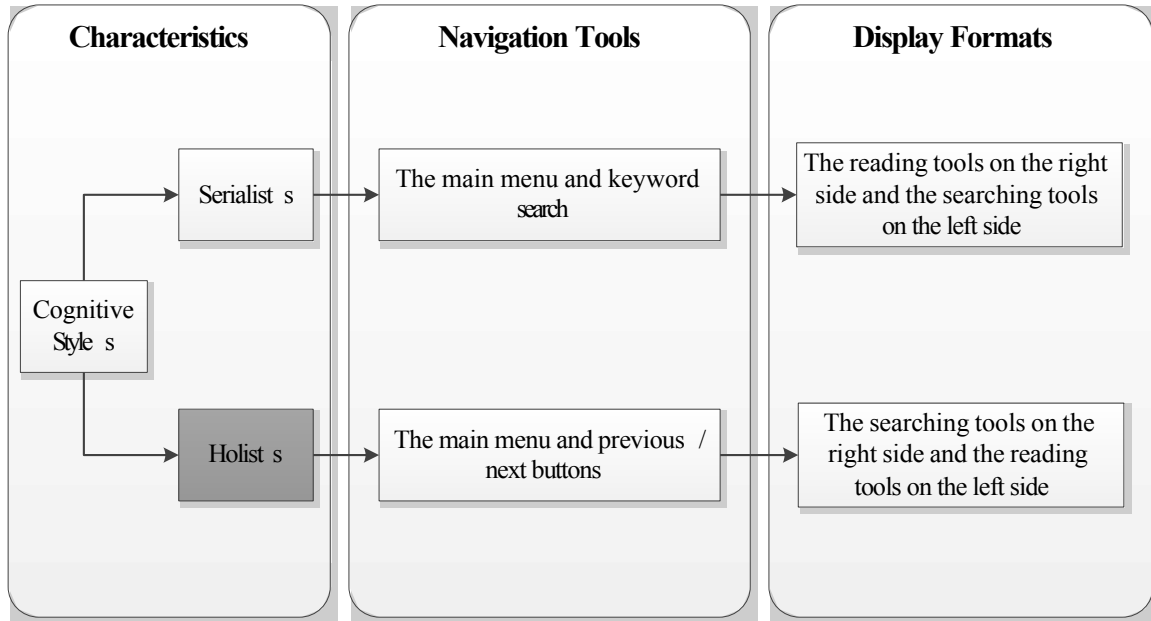 Characteristics
Navigation Tools
Display Formats
Serialist s
The main menu and keyword
search
The reading tools on the right
side and the searching tools
on the left side
Cognitive
Style s
Holist s
The main menu and previous /
next buttons
The searching tools on the
right side and the reading
tools on the left side